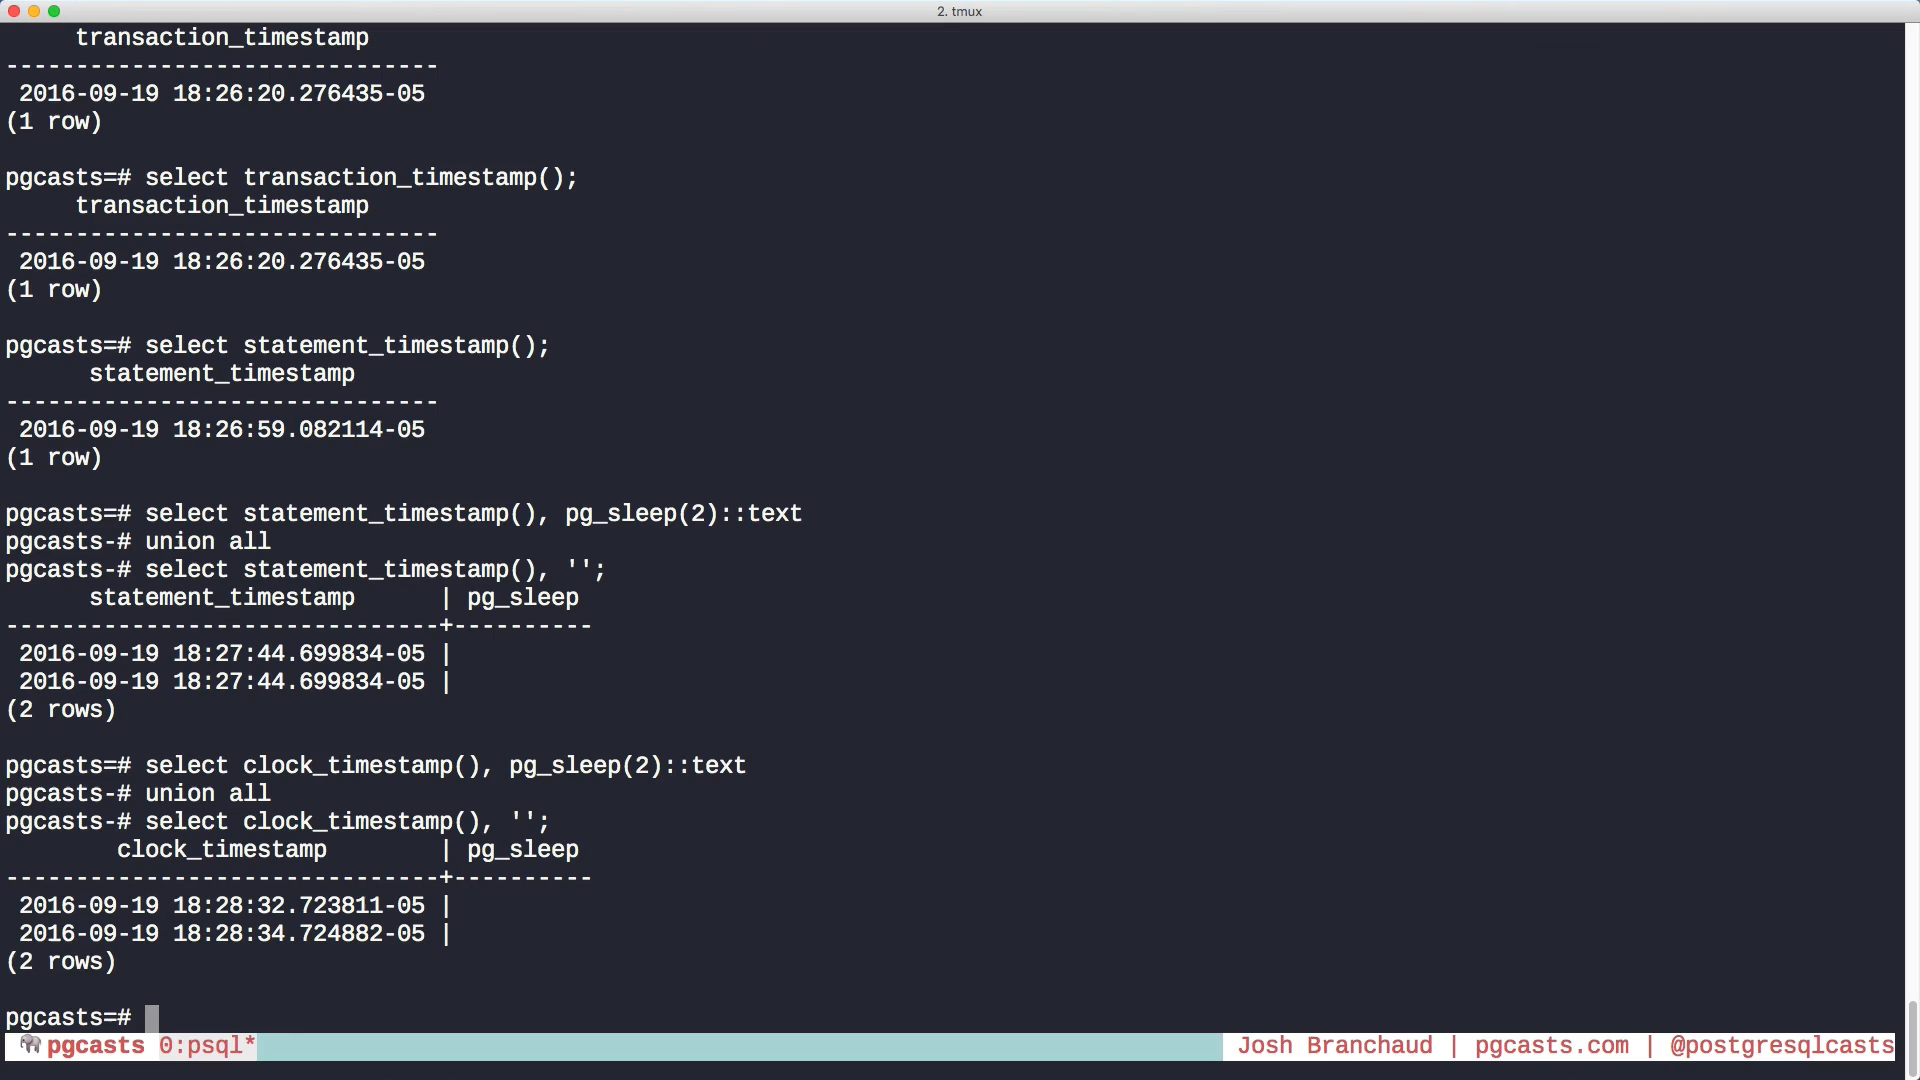 2. tmux
transaction_timestamp
-------------------------------
2016-09-19 18:26:20.276435-05
(1 row)
pgcasts=# select transaction_timestamp();
transaction_timestamp
-------------------------------
2016-09-19 18:26:20.276435-05
(1 row)
pgcasts=# select statement_timestamp();
statement_timestamp
-------------------------------
2016-09-19 18:26:59.082114-05
(1 row)
pgcasts=# select statement_timestamp(), pg_sleep(2)::text
pgcasts-# union all
pgcasts-# select statement_timestamp(), '';
statement_timestamp | pg_sleep
-------------------------------+----------
2016-09-19 18:27:44.699834-05 |
2016-09-19 18:27:44.699834-05 |
(2 rows)
pgcasts=# select clock_timestamp(), pg_sleep(2)::text
pgcasts-# union all
pgcasts-# select clock_timestamp(), '';
clock_timestamp | pg_sleep
-------------------------------+----------
2016-09-19 18:28:32.723811-05 |
2016-09-19 18:28:34.724882-05 |
(2 rows)
pgcasts=#
🐘 pgcasts 0:psql* Josh Branchaud | pgcasts.com | @postgresqlcasts